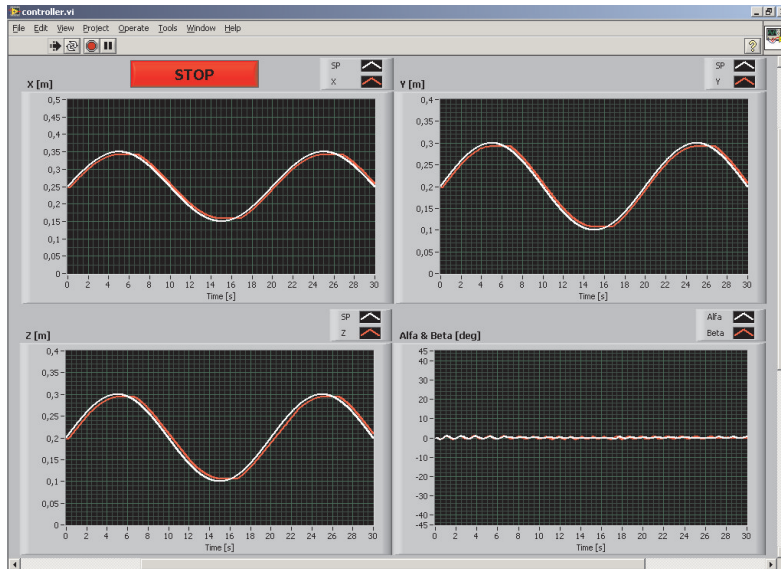 controller.vi
File Edit View Project Operate Tools Window Help
STOP
X [m]
SP
X
0,5
0,45
0,4
0,35
0,3
0,25
0,2
0,15
0,1
0,05
0
0 2 4 6 8 10 12 14 16 18 20 22 24 26 28 30
Time [s]
Y [m]
SP
Y
0,4
0,35
0,3
0,25
0,2
0,15
0,1
0,05
0
0 2 4 6 8 10 12 14 16 18 20 22 24 26 28 30
Time [s]
Z [m]
SP
Z
0,4
0,35
0,3
0,25
0,2
0,15
0,1
0,05
0
0 2 4 6 8 10 12 14 16 18 20 22 24 26 28 30
Time [s]
Alfa & Beta [deg]
Alfa
Beta
45
40
30
20
10
0
-10
-20
-30
-40
-45
0 2 4 6 8 10 12 14 16 18 20 22 24 26 28 30
Time [s]